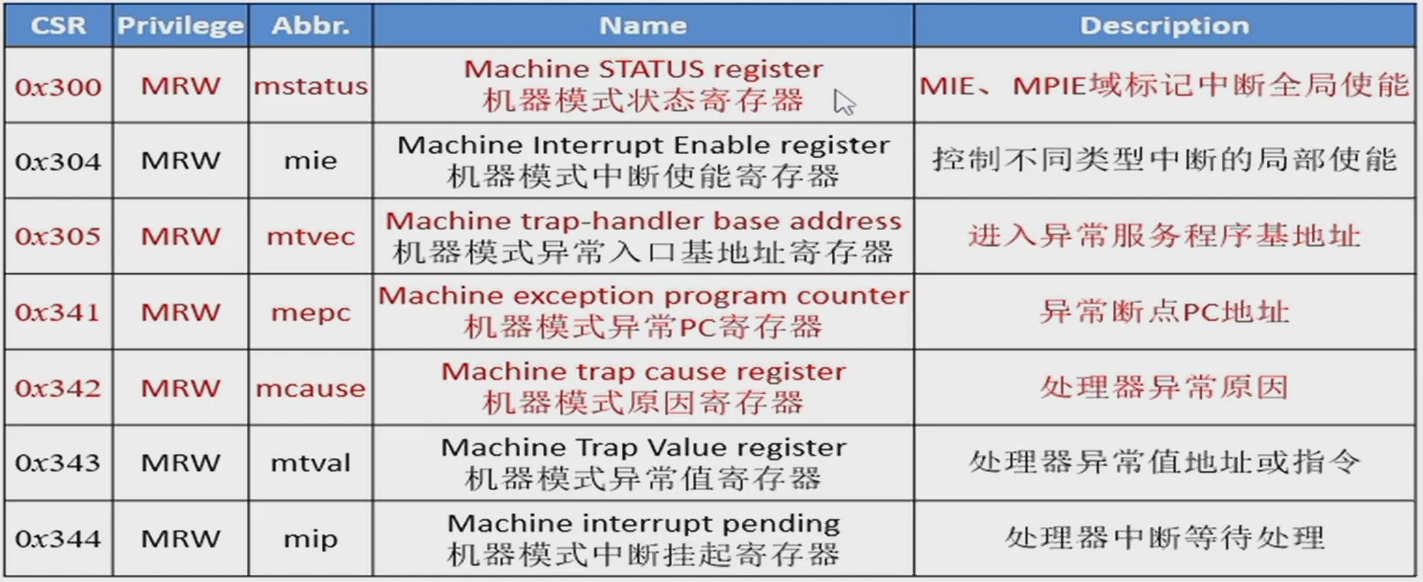 CSR Privilege Abbr. Name Description
0x300 MRW mstatus Machine STATUS register
机器模式状态寄存器 MIE、MPIE域标记中断全局使能
0x304 MRW mie Machine Interrupt Enable register
机器模式中断使能寄存器 控制不同类型中断的局部使能
0x305 MRW mtvec Machine trap-handler base address
机器模式异常入口基地址寄存器 进入异常服务程序基地址
0x341 MRW mepc Machine exception program counter
机器模式异常PC寄存器 异常断点PC地址
0x342 MRW mcause Machine trap cause register
机器模式原因寄存器 处理器异常原因
0x343 MRW mtval Machine Trap Value register
机器模式异常值寄存器 处理器异常值地址或指令
0x344 MRW mip Machine interrupt pending
机器模式中断挂起寄存器 处理器中断等待处理